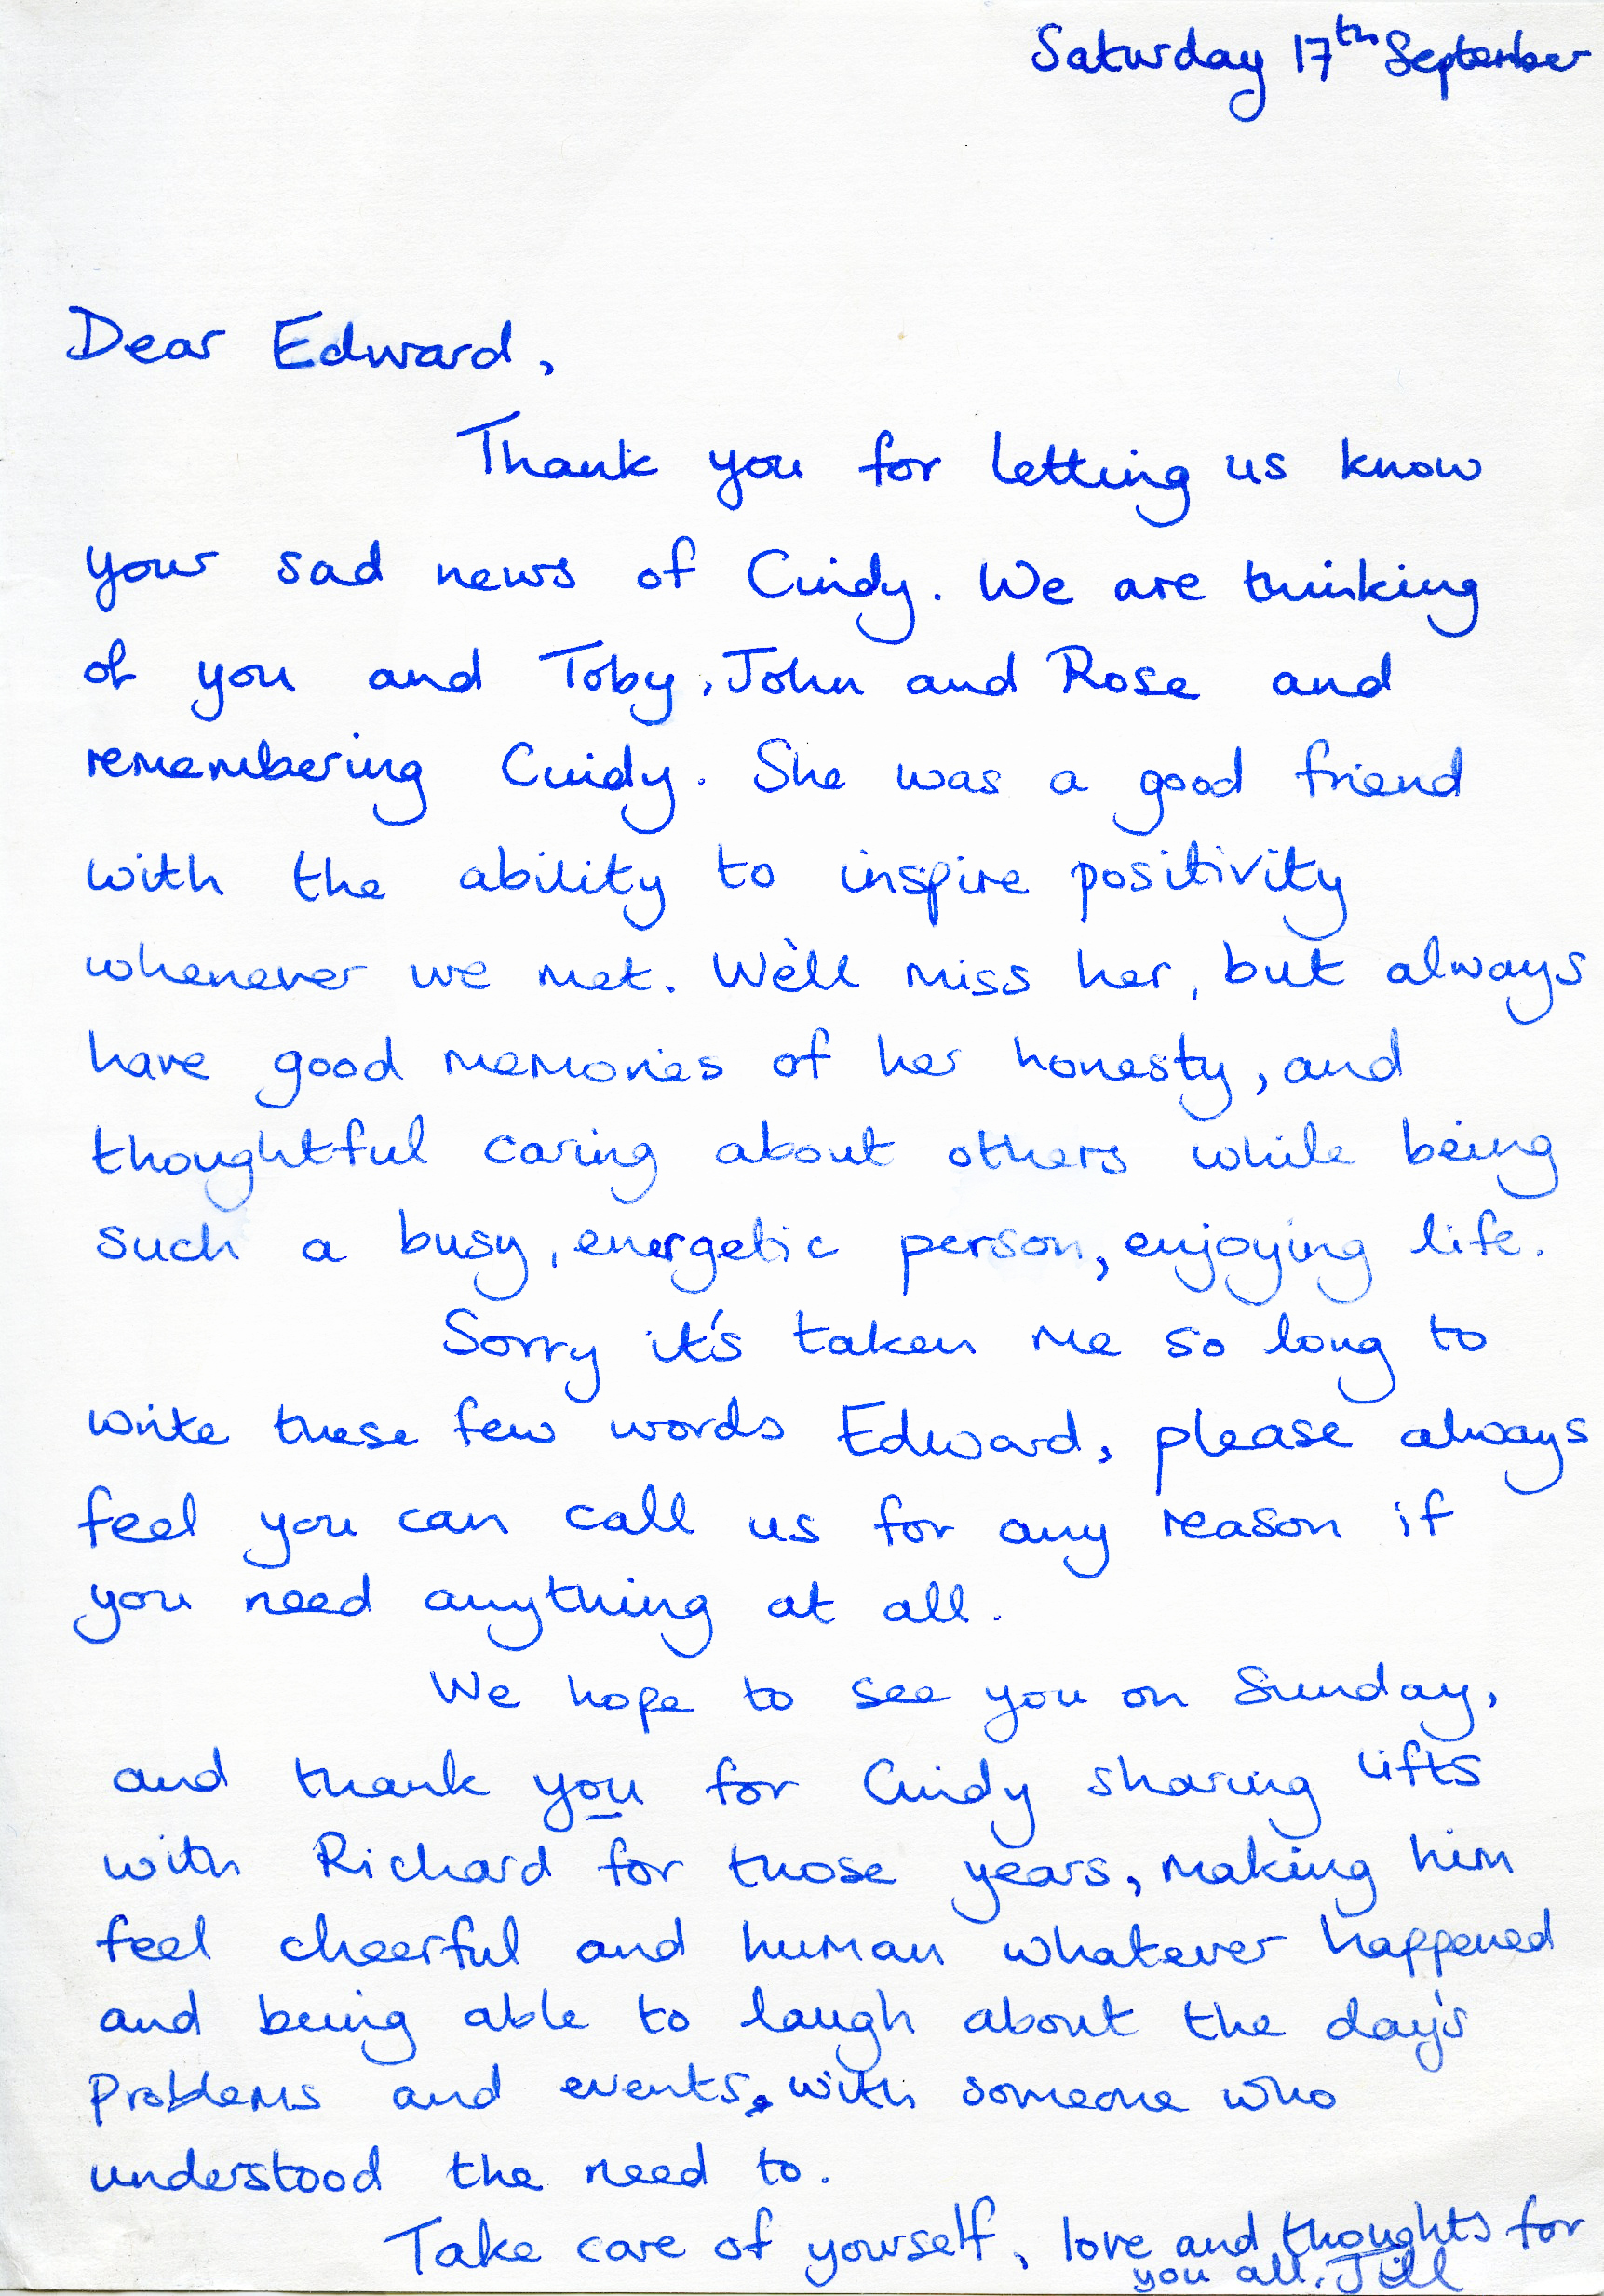 Saturday 17th September
Dear Edward,
Thank you for letting us know
your sad news of Cindy. We are thinking
of you and Toby, John and Rose and
remembering Cindy. She was a good friend
with the ability to inspire positivity
whenever we met. We'll miss her, but always
have good memories of her honesty, and
thoughtful caring about others while being
such a busy, energetic person, enjoying life.
Sorry it's taken me so long to
write these few words Edward, please always
feel you can call us for any reason if
you need anything at all.
We hope to see you on Sunday,
and thank you for Cindy sharing lifts
with Richard for those years, making him
feel cheerful and human whatever happened
and being able to laugh about the day's
problems and events, with someone who
understood the need to.
Take care of yourself, love and thoughts for
you all. Jill